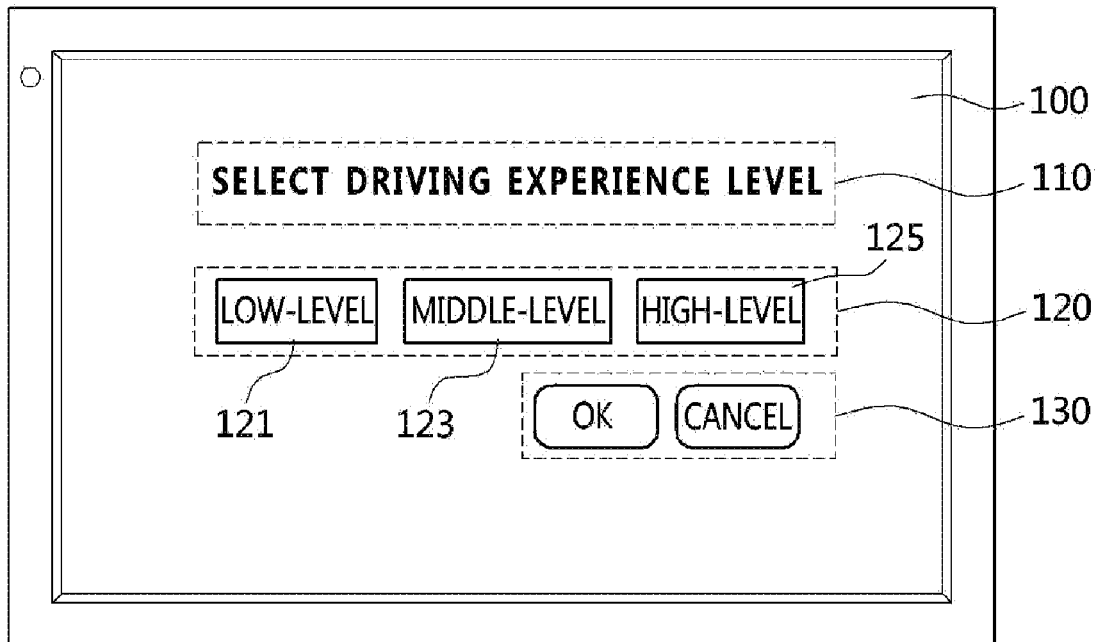 100
SELECT DRIVING EXPERIENCE LEVEL 110
125
LOW-LEVEL MIDDLE-LEVEL HIGH-LEVEL 120
121 123 OK CANCEL 130